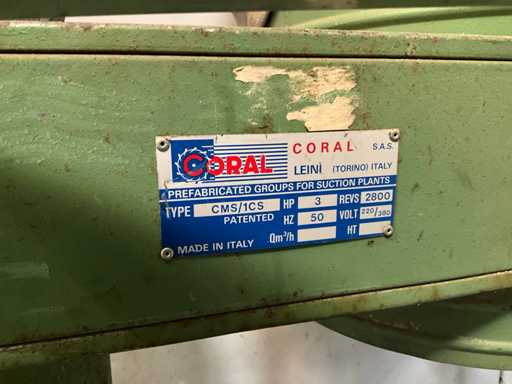 CORAL
CORAL S.A.S.
LEINÌ (TORINO) ITALY
PREFABRICATED GROUPS FOR SUCTION PLANTS
TYPE CMS/1CS HP 3 REVS 2800
PATENTED HZ 50 VOLT 220/380
Qm³/h HT
MADE IN ITALY